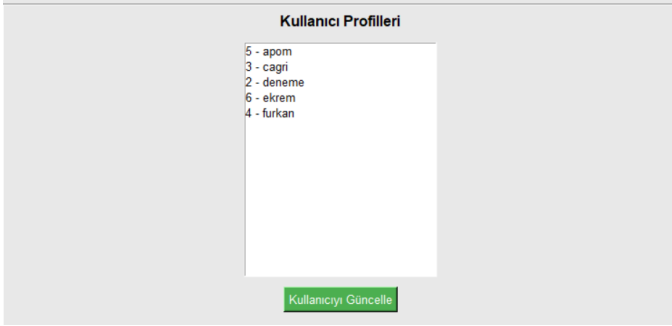 Kullanıcı Profilleri
5 - apom
3 - cagri
2 - deneme
6 - ekrem
4 - furkan
Kullanıcıyı Güncelle